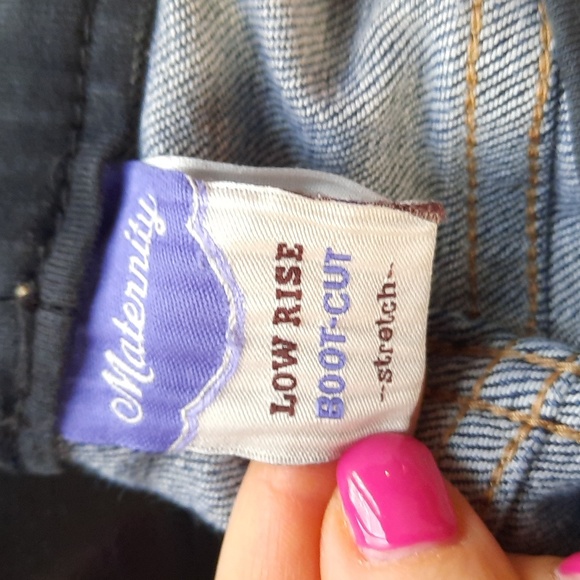 Maternity
LOW RISE
BOOT-CUT
~stretch~